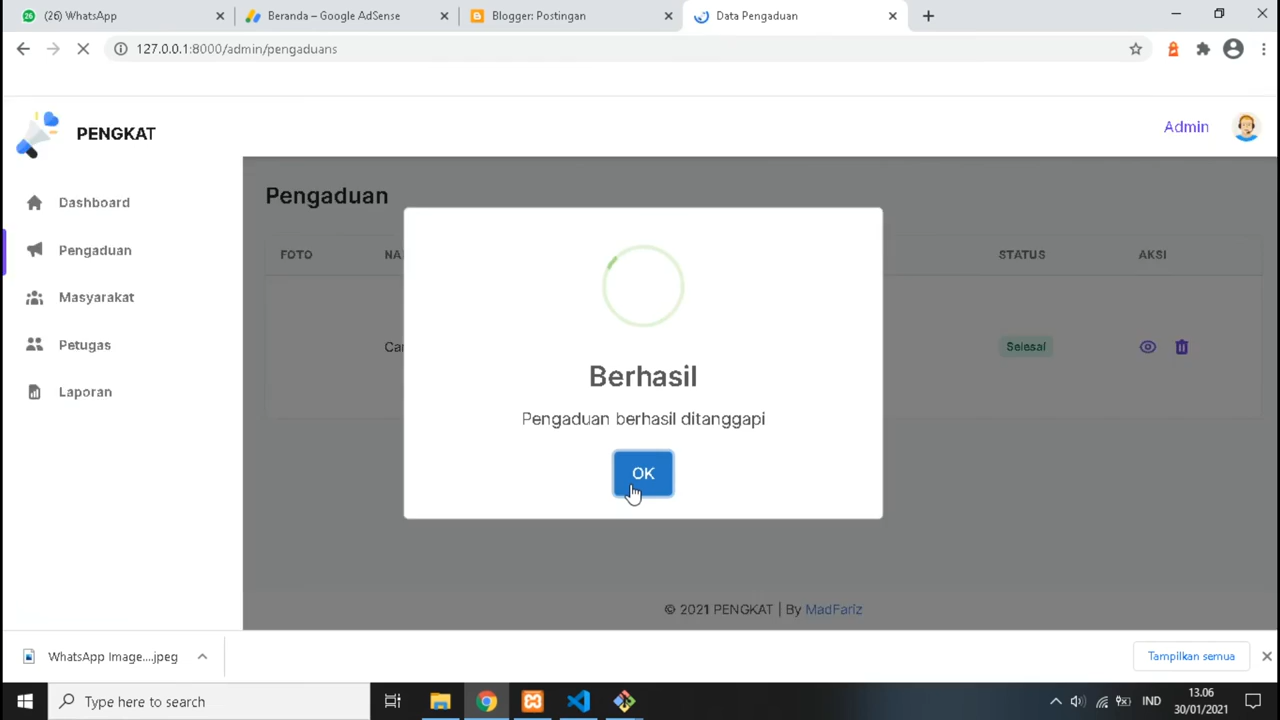 (26) WhatsApp
Beranda – Google AdSense
Blogger: Postingan
Data Pengaduan
127.0.0.1:8000/admin/pengaduans
PENGKAT
Admin
Dashboard
Pengaduan
Masyarakat
Petugas
Laporan
Pengaduan
FOTO
NA
STATUS
AKSI
Car
Selesai
Berhasil
Pengaduan berhasil ditanggapi
OK
© 2021 PENGKAT | By MadFariz
WhatsApp Image....jpeg
Tampilkan semua
Type here to search
IND
13.06
30/01/2021